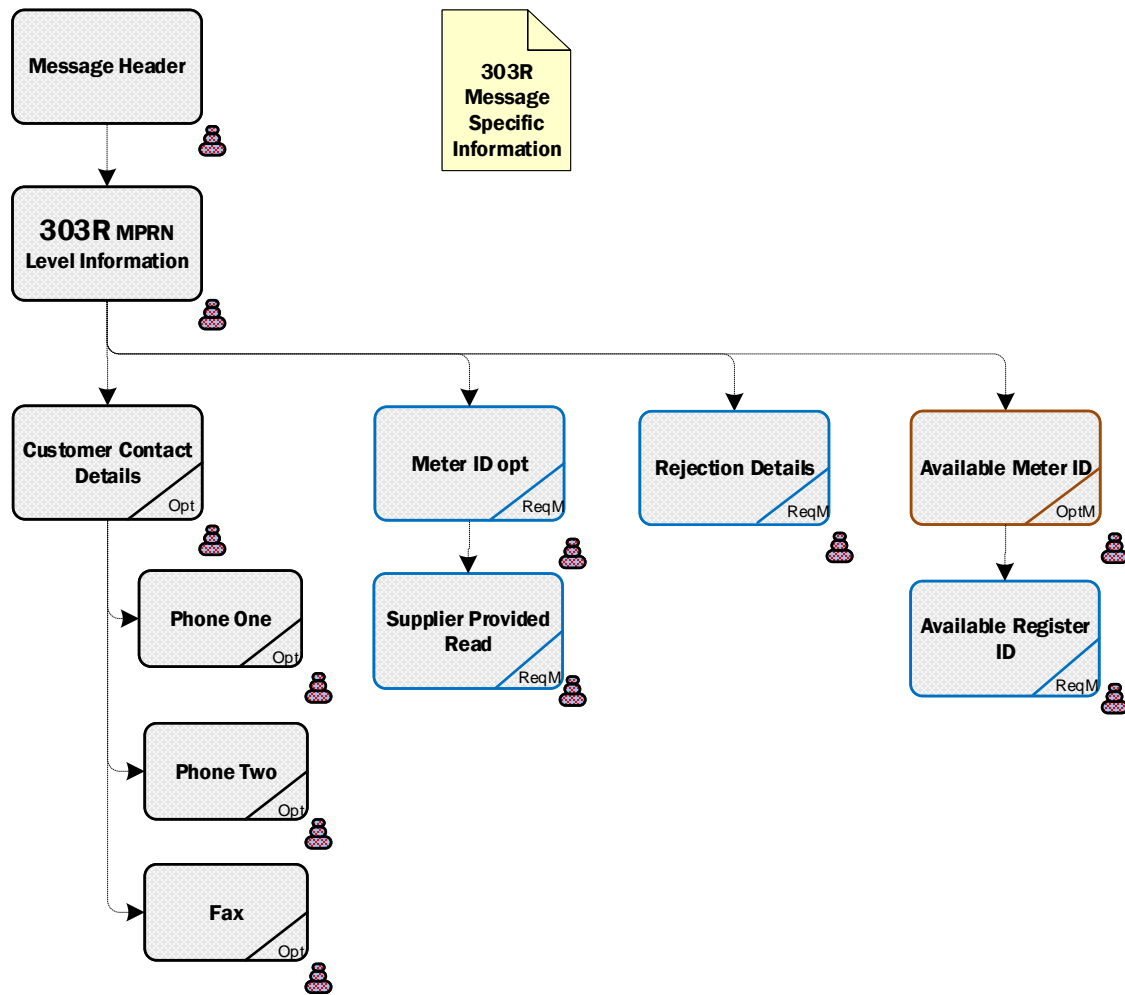 Message Header
303R
Message
Specific
Information
303R MPRN
Level Information
Customer Contact
Details
Opt
Meter ID opt
ReqM
Rejection Details
ReqM
Available Meter ID
OptM
Phone One
Opt
Supplier Provided
Read
ReqM
Available Register
ID
ReqM
Phone Two
Opt
Fax
Opt